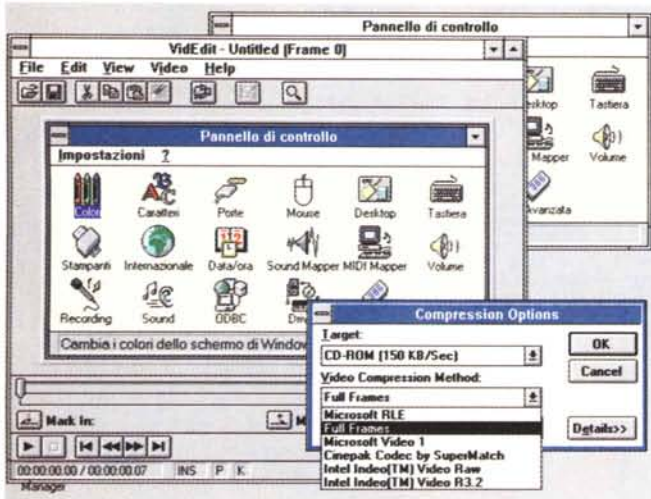 Pannello di controllo
VidEdit - Untitled (Frame 0)
File Edit View Video Help
Desktop Tastiera
Mapper Volume
Avanzata
Pannello di controllo
Impostazioni ?
Colori Caratteri Porte Mouse Desktop Tastiera
Stampanti Internazionale Data/ora Sound Mapper MIDI Mapper Volume
Recording Sound ODBC
Cambia i colori dello schermo di Window
Compression Options
Target:
CD-ROM (150 KB/Sec)
OK
Cancel
Video Compression Method:
Full Frames
Microsoft RLE
Full Frames
Microsoft Video 1
Cinepak Codec by SuperMatch
Intel Indeo(TM) Video Raw
Intel Indeo(TM) Video R3.2
Details>>
Mark In:
M
00:00:00.00 / 00:00:00.07 INS P K
Manager